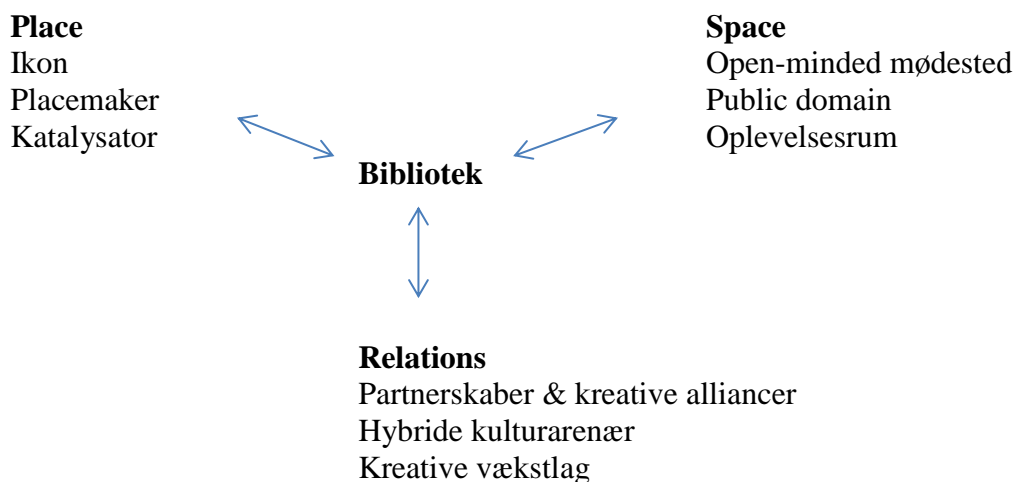 Place
Ikon
Placemaker
Katalysator
Space
Open-minded mødested
Public domain
Oplevelsesrum
Bibliotek
Relations
Partnerskaber & kreative alliancer
Hybride kulturarenær
Kreative vækstlag